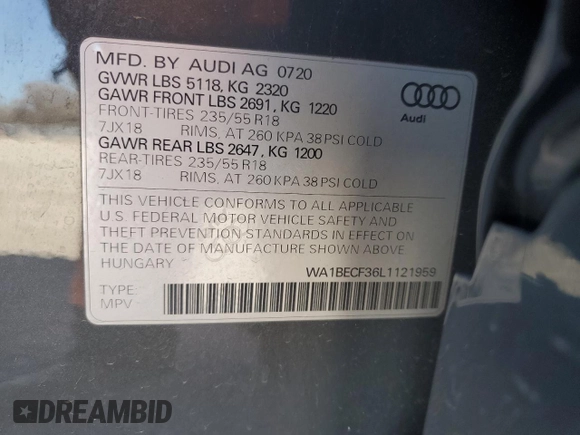 MFD. BY AUDI AG 0720
GVWR LBS 5118, KG 2320
GAWR FRONT LBS 2691, KG 1220
FRONT-TIRES 235/55 R18
7JX18 RIMS, AT 260 KPA 38 PSI COLD
GAWR REAR LBS 2647, KG 1200
REAR-TIRES 235/55 R18
7JX18 RIMS, AT 260 KPA 38 PSI COLD
Audi
THIS VEHICLE CONFORMS TO ALL APPLICABLE
U.S. FEDERAL MOTOR VEHICLE SAFETY AND
THEFT PREVENTION STANDARDS IN EFFECT ON
THE DATE OF MANUFACTURE SHOWN ABOVE
HUNGARY WA1BECF36L1121959
TYPE:
MPV
DREAMBID